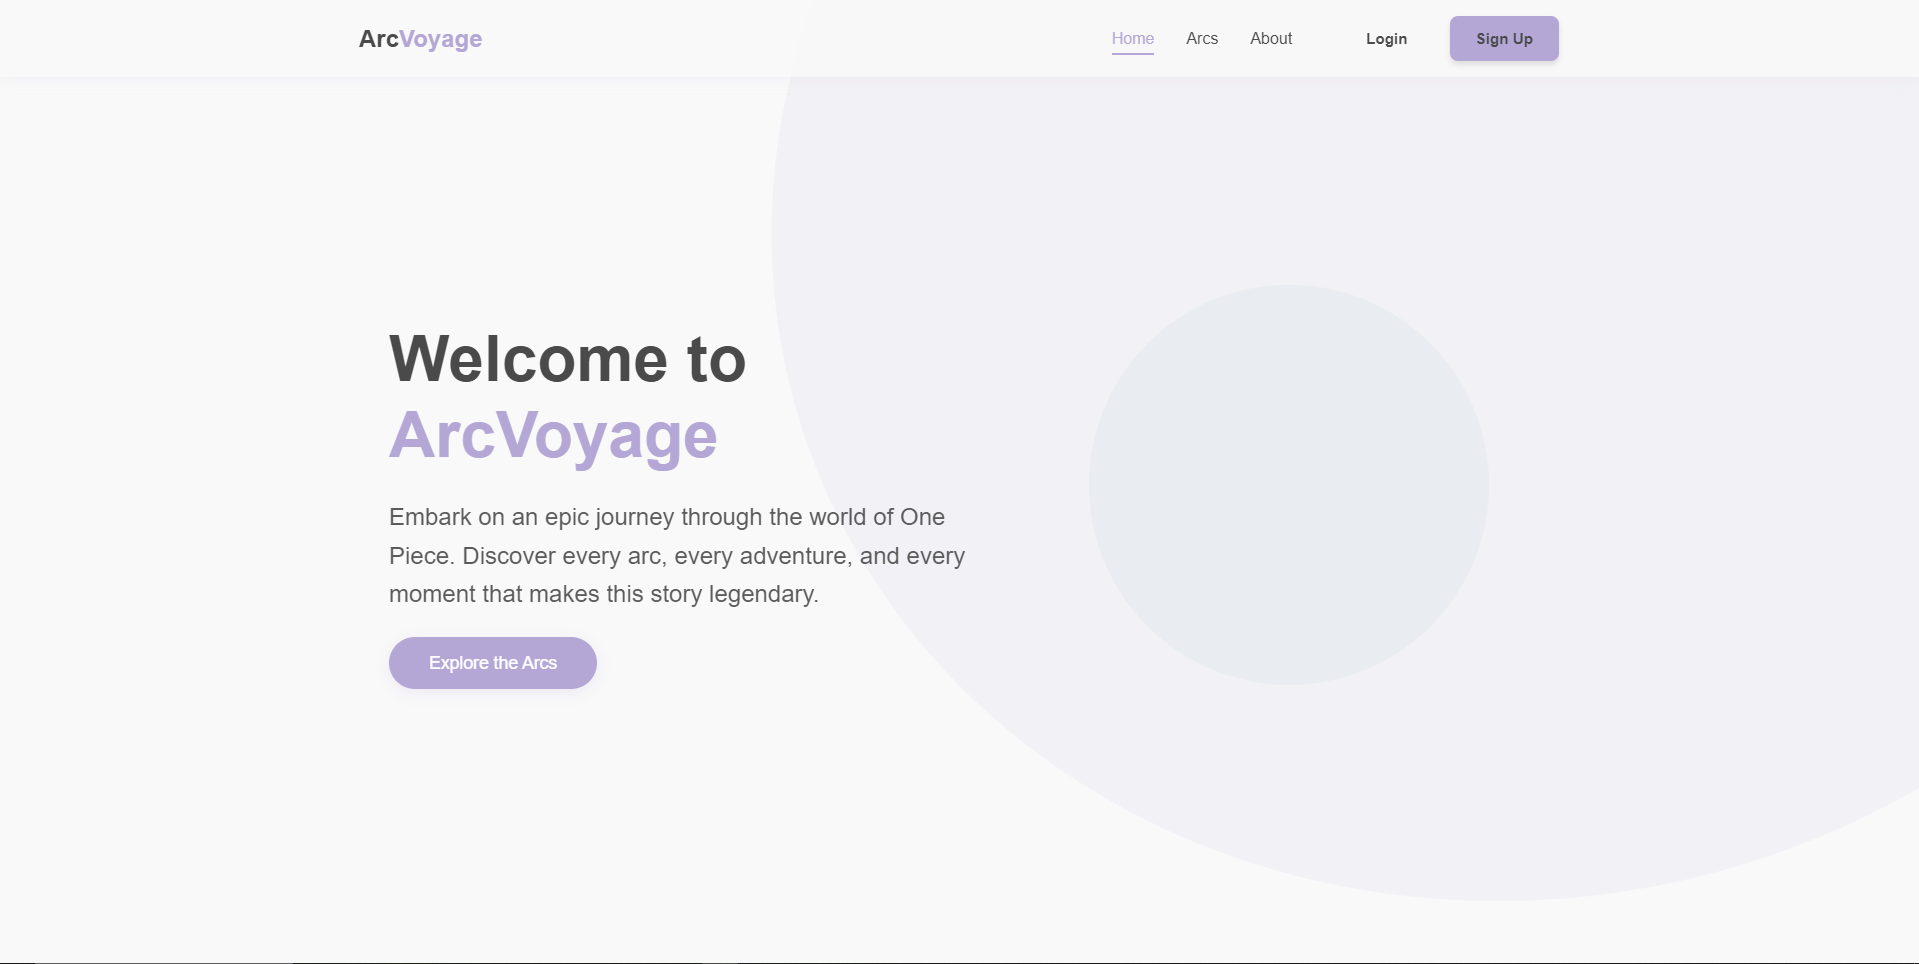 ArcVoyage
Home Arcs About Login Sign Up
Welcome to
ArcVoyage
Embark on an epic journey through the world of One
Piece. Discover every arc, every adventure, and every
moment that makes this story legendary.
Explore the Arcs